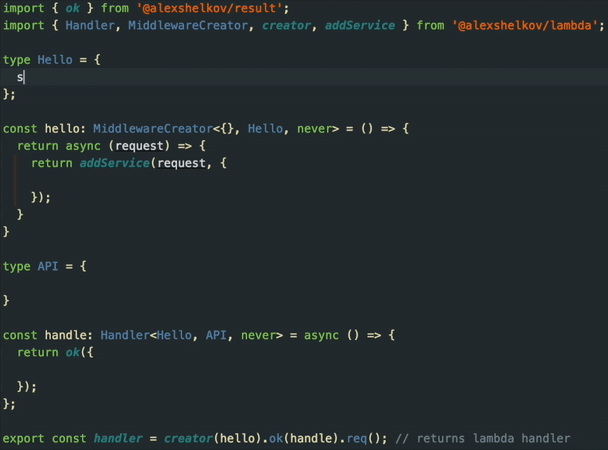 import { ok } from '@alexshelkov/result';
import { Handler, MiddlewareCreator, creator, addService } from '@alexshelkov/lambda';
type Hello = {
s
};
const hello: MiddlewareCreator<{}, Hello, never> = () => {
return async (request) => {
return addService(request, {
});
}
}
type API = {
}
const handle: Handler<Hello, API, never> = async () => {
return ok({
});
};
export const handler = creator(hello).ok(handle).req(); // returns lambda handler